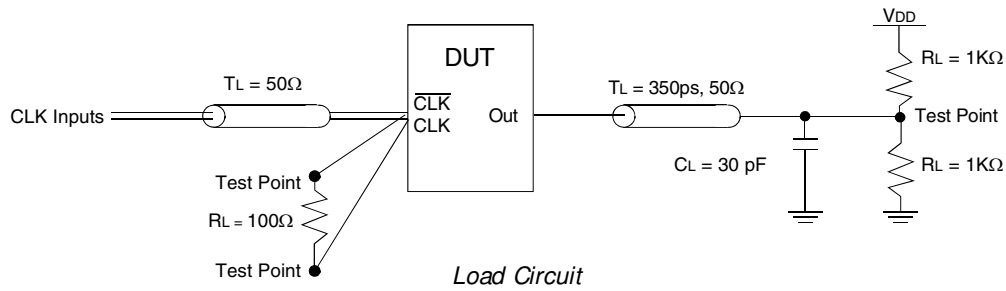 VDD
RL = 1KΩ
DUT
TL = 50Ω
TL = 350ps, 50Ω
CLK Inputs
CLK
CLK
Out
Test Point
CL = 30 pF
RL = 1KΩ
Test Point
RL = 100Ω
Test Point
Load Circuit